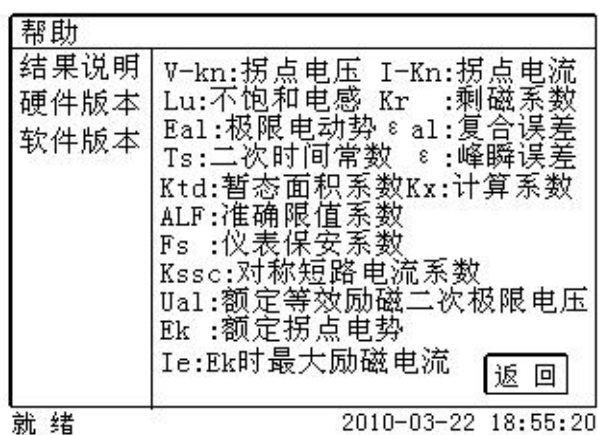 帮助
结果说明
硬件版本
软件版本
V-kn:拐点电压 I-Kn:拐点电流
Lu:不饱和电感 Kr :剩磁系数
Eal:极限电动势 εal:复合误差
Ts:二次时间常数 ε:峰瞬误差
Ktd:暂态面积系数Kx:计算系数
ALF:准确限值系数
Fs :仪表保安系数
Kssc:对称短路电流系数
Ual:额定等效励磁二次极限电压
Ek :额定拐点电势
Ie:Ek时最大励磁电流
返 回
就 绪 2010-03-22 18:55:20